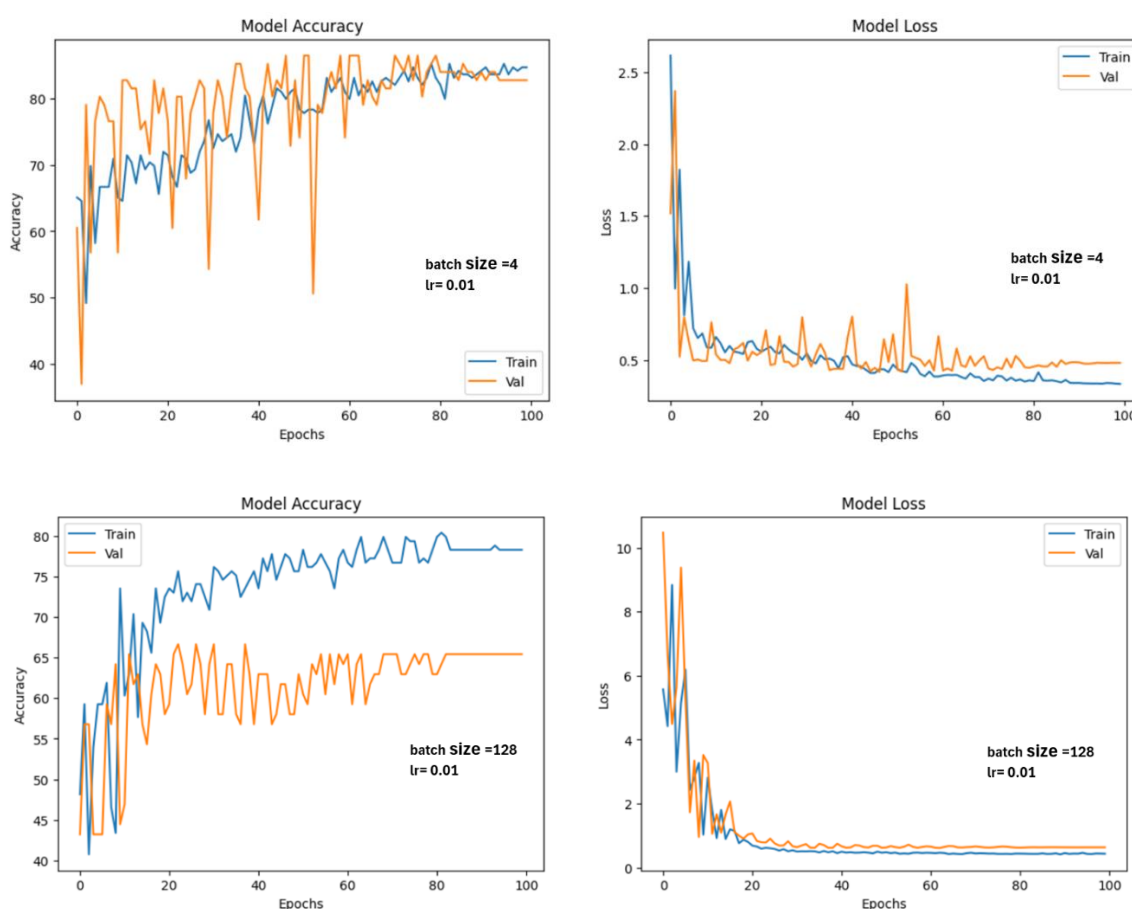 Model Accuracy
Accuracy
80
70
60
50
40
batch size =4
lr= 0.01
Train
Val
0 20 40 60 80 100
Epochs
Model Loss
Loss
2.5
2.0
1.5
1.0
0.5
Train
Val
batch size =4
lr= 0.01
0 20 40 60 80 100
Epochs
Model Accuracy
Accuracy
80
75
70
65
60
55
50
45
40
Train
Val
batch size =128
lr= 0.01
0 20 40 60 80 100
Epochs
Model Loss
Loss
10
8
6
4
2
0
Train
Val
batch size =128
lr= 0.01
0 20 40 60 80 100
Epochs